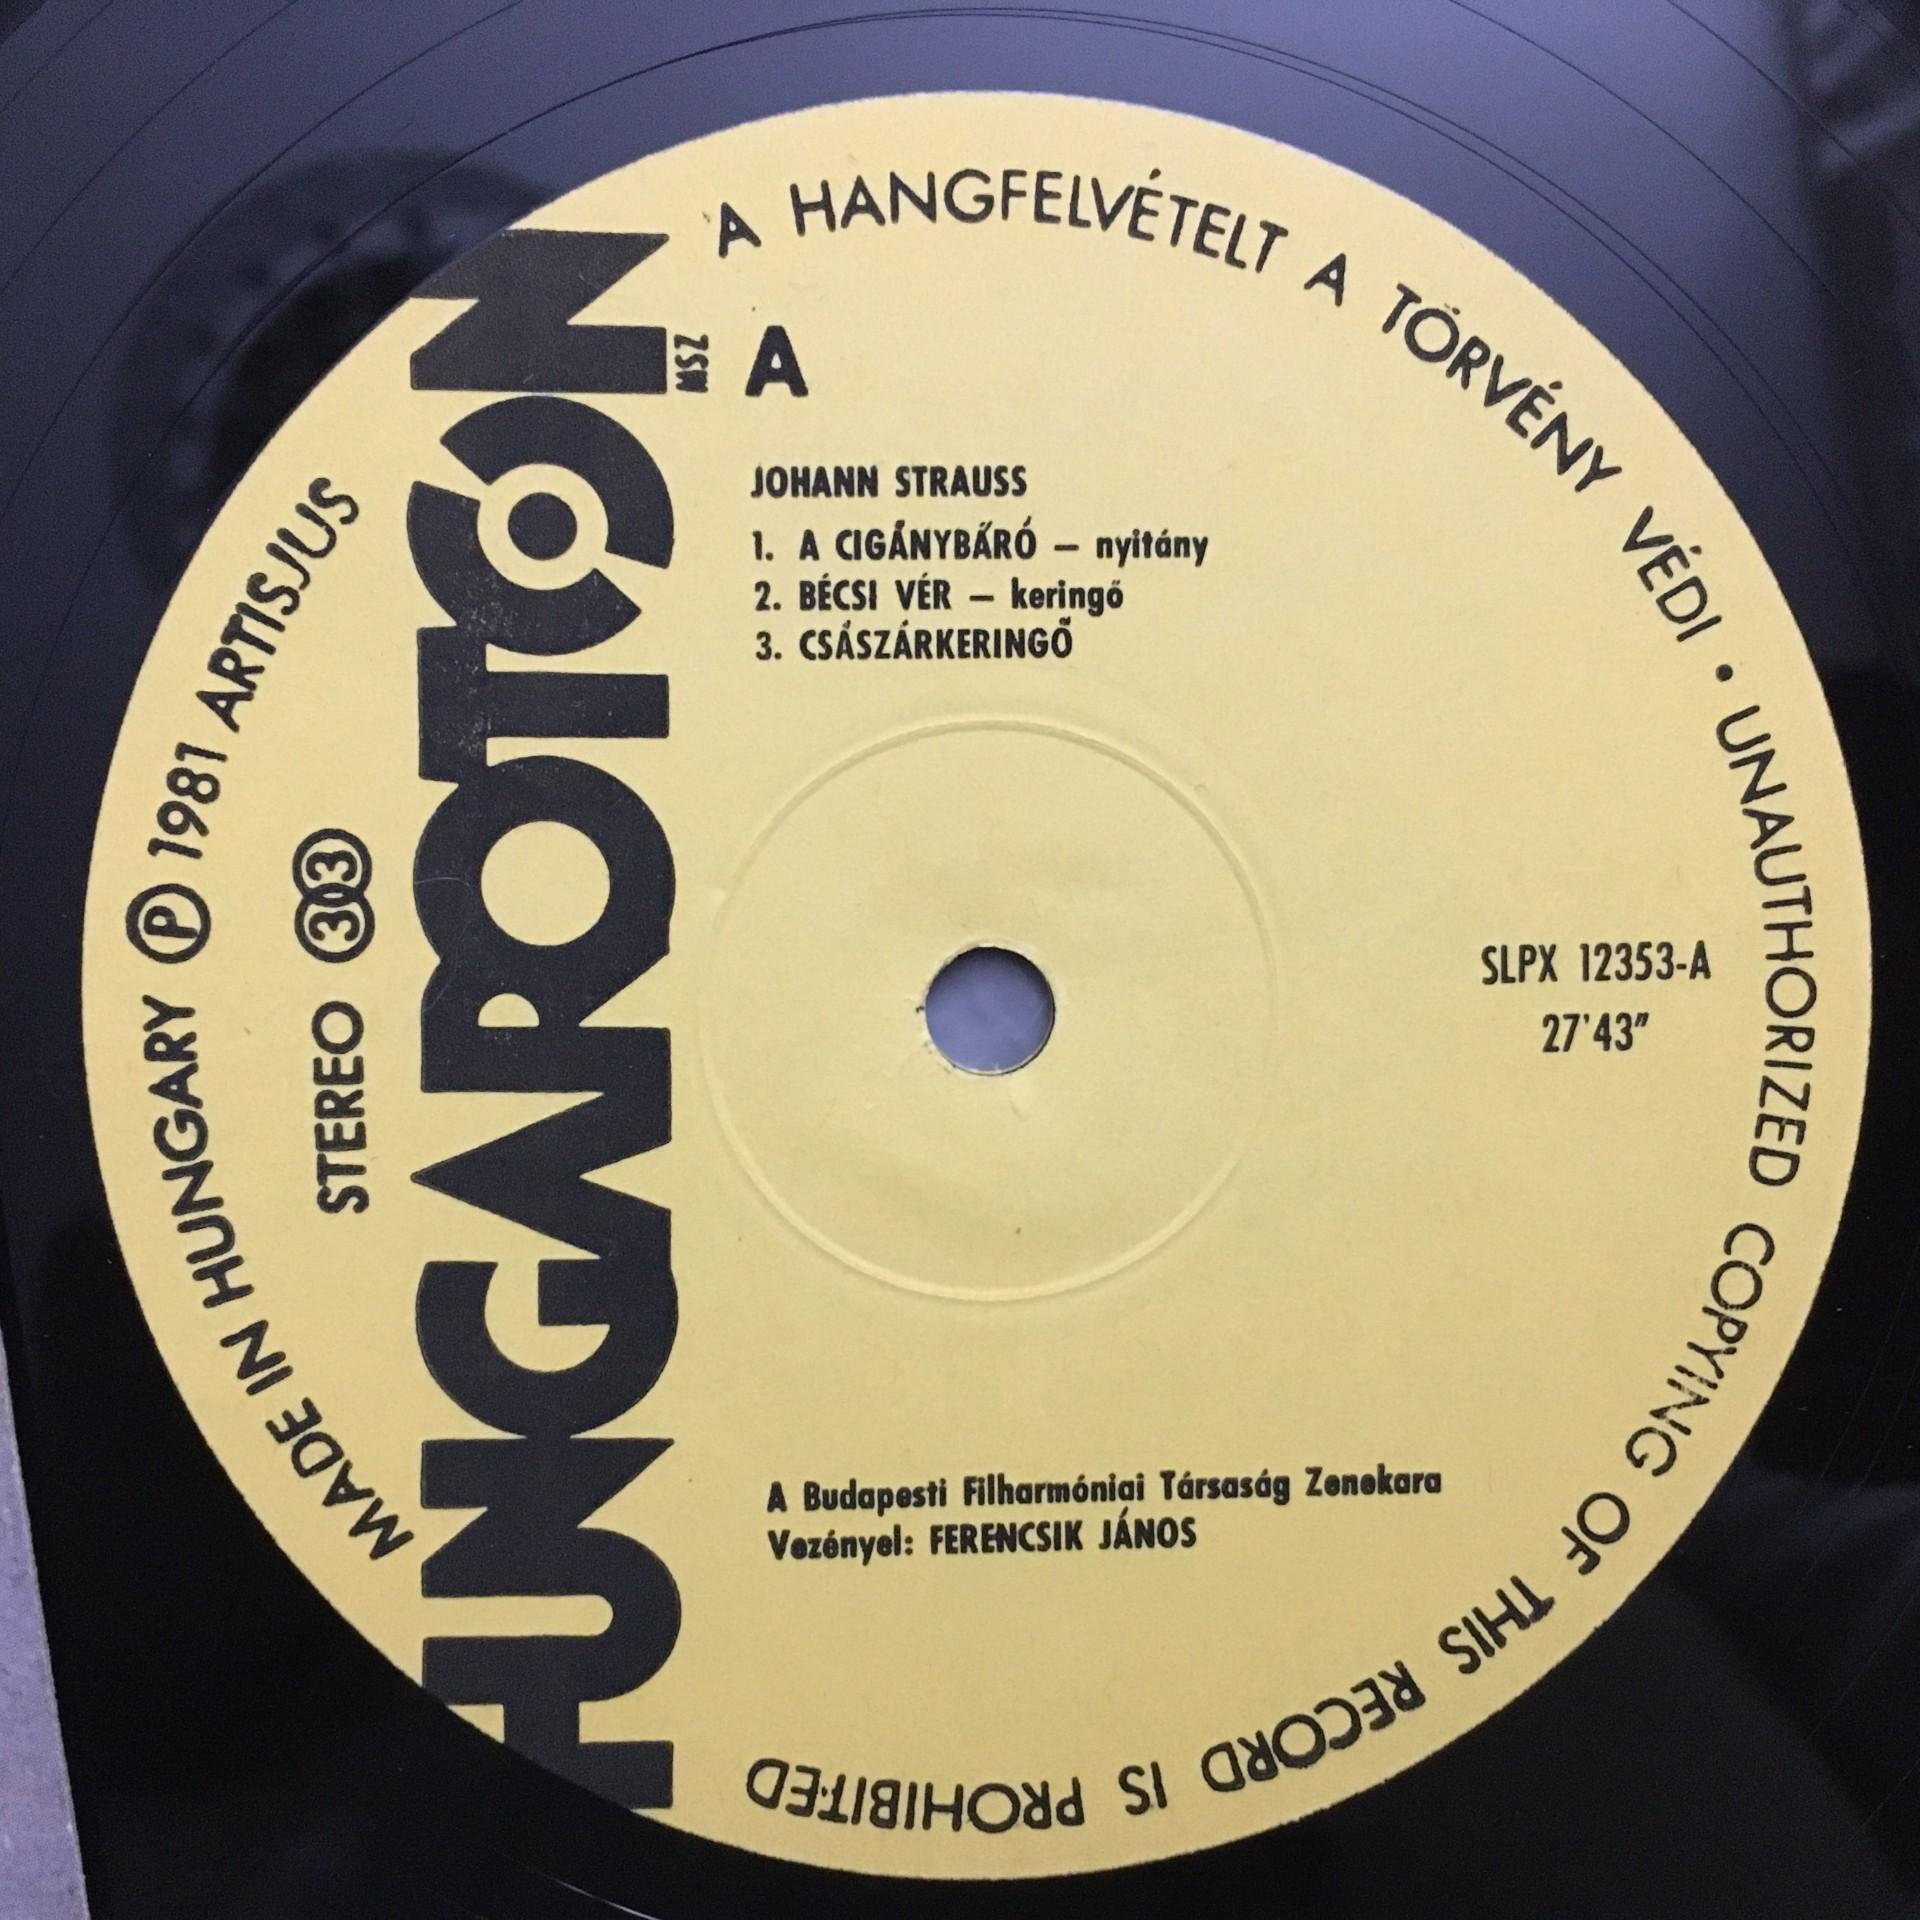 A HANGFELVÉTELT A TÖRVÉNY VÉDI • UNAUTHORIZED COPYING OF THIS RECORD IS PROHIBITED
MADE IN HUNGARY Ⓟ 1981 ARTISJUS
STEREO 33
HUNGAROTON
MSZ
A
JOHANN STRAUSS
1. A CIGÁNYBÁRÓ – nyitány
2. BÉCSI VÉR – keringő
3. CSÁSZÁRKERINGŐ
SLPX 12353-A
27'43"
A Budapesti Filharmóniai Társaság Zenekara
Vezényel: FERENCSIK JÁNOS